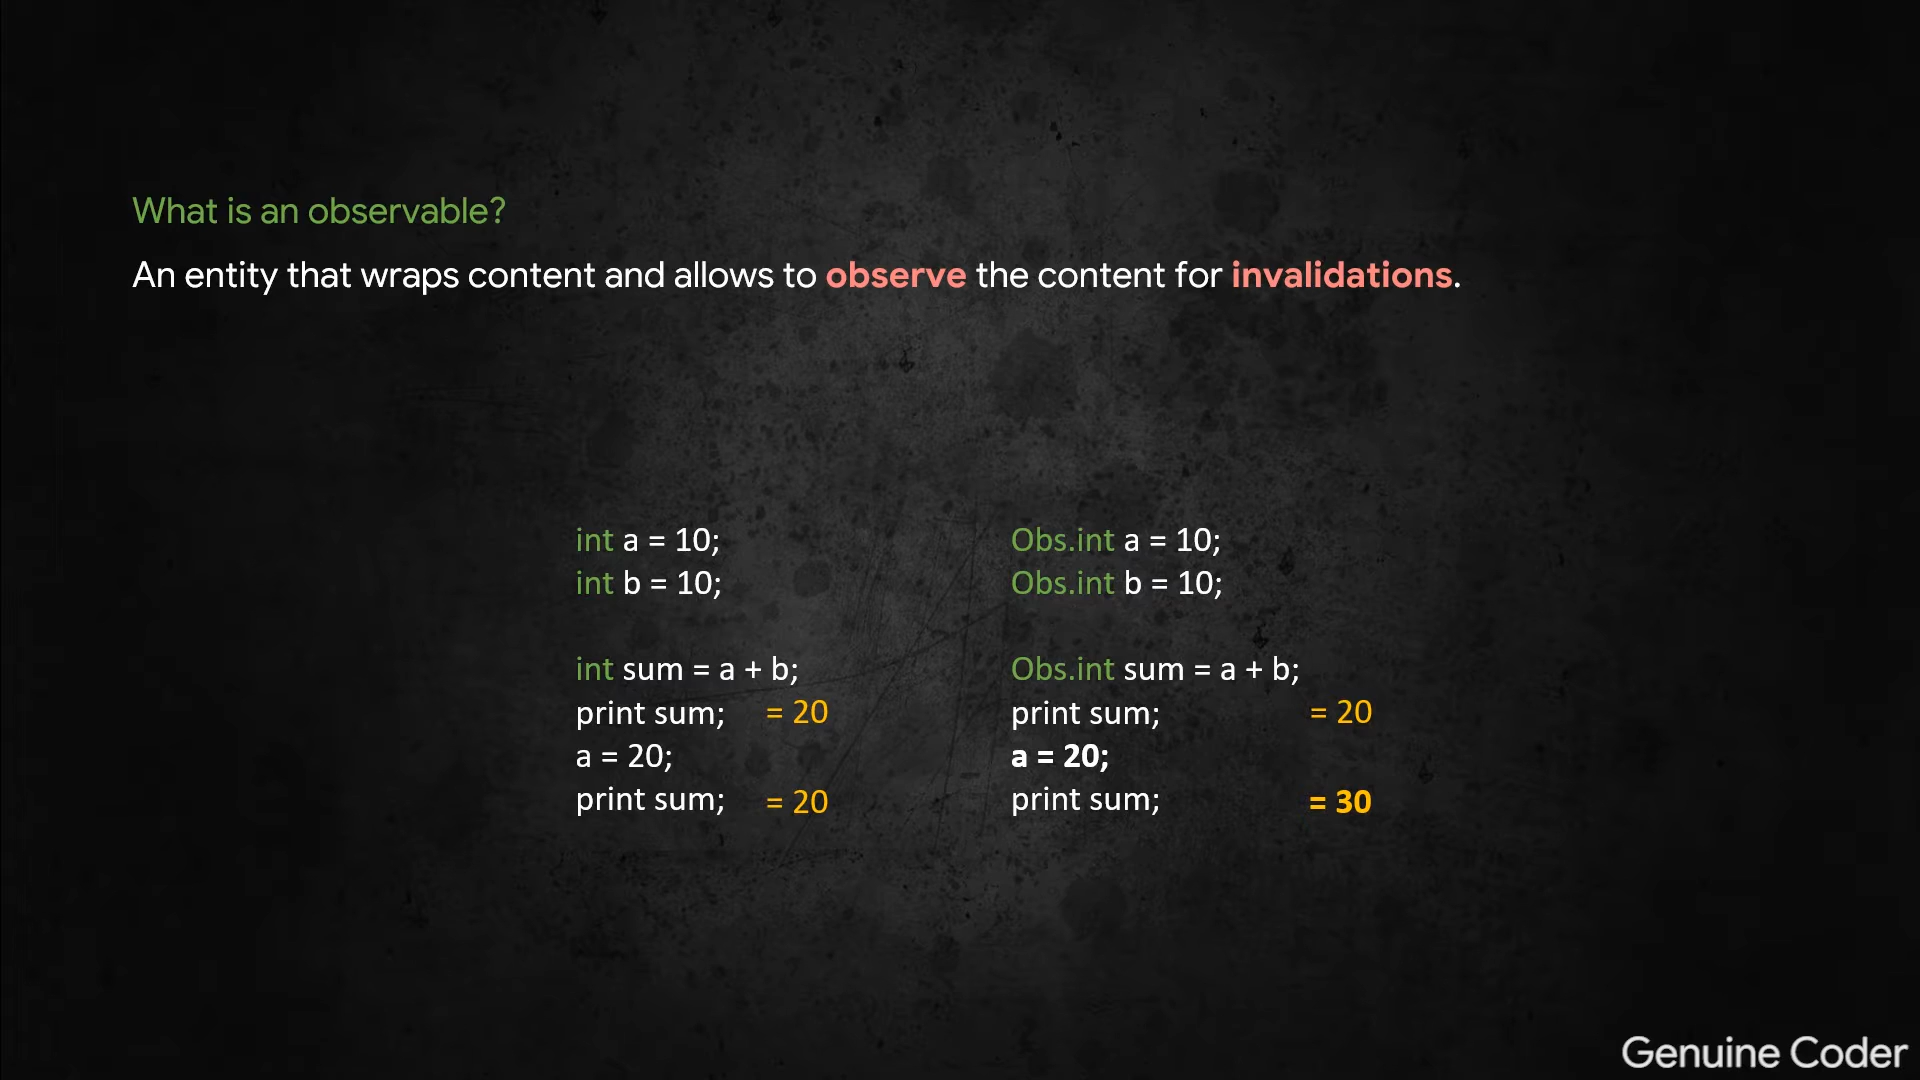 What is an observable?
An entity that wraps content and allows to observe the content for invalidations.
int a = 10;
int b = 10;
int sum = a + b;
print sum; = 20
a = 20;
print sum; = 20
Obs.int a = 10;
Obs.int b = 10;
Obs.int sum = a + b;
print sum; = 20
a = 20;
print sum; = 30
Genuine Coder